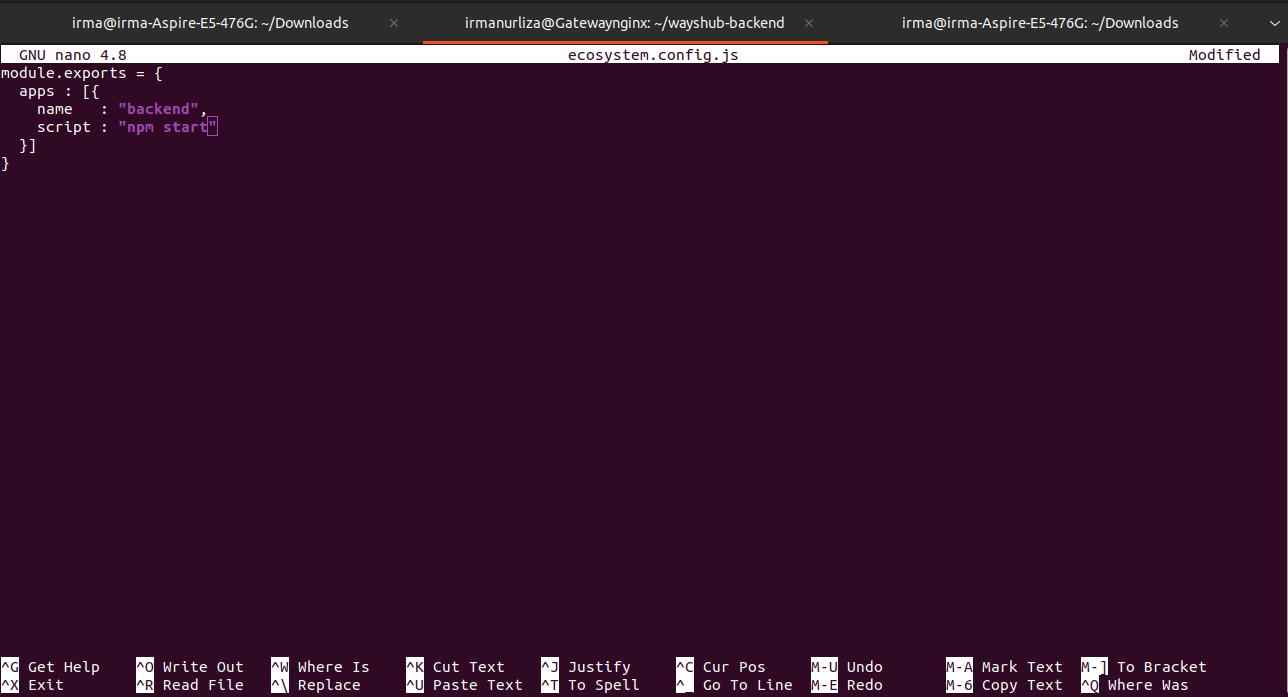 irma@irma-Aspire-E5-476G: ~/Downloads × irmanurliza@Gatewaynginx: ~/wayshub-backend × irma@irma-Aspire-E5-476G: ~/Downloads ×
GNU nano 4.8 ecosystem.config.js Modified
module.exports = {
  apps : [{
    name   : "backend",
    script : "npm start"
  }]
}
^G Get Help ^O Write Out ^W Where Is ^K Cut Text ^J Justify ^C Cur Pos M-U Undo M-A Mark Text M-] To Bracket
^X Exit ^R Read File ^\ Replace ^U Paste Text ^T To Spell ^_ Go To Line M-E Redo M-6 Copy Text ^Q Where Was